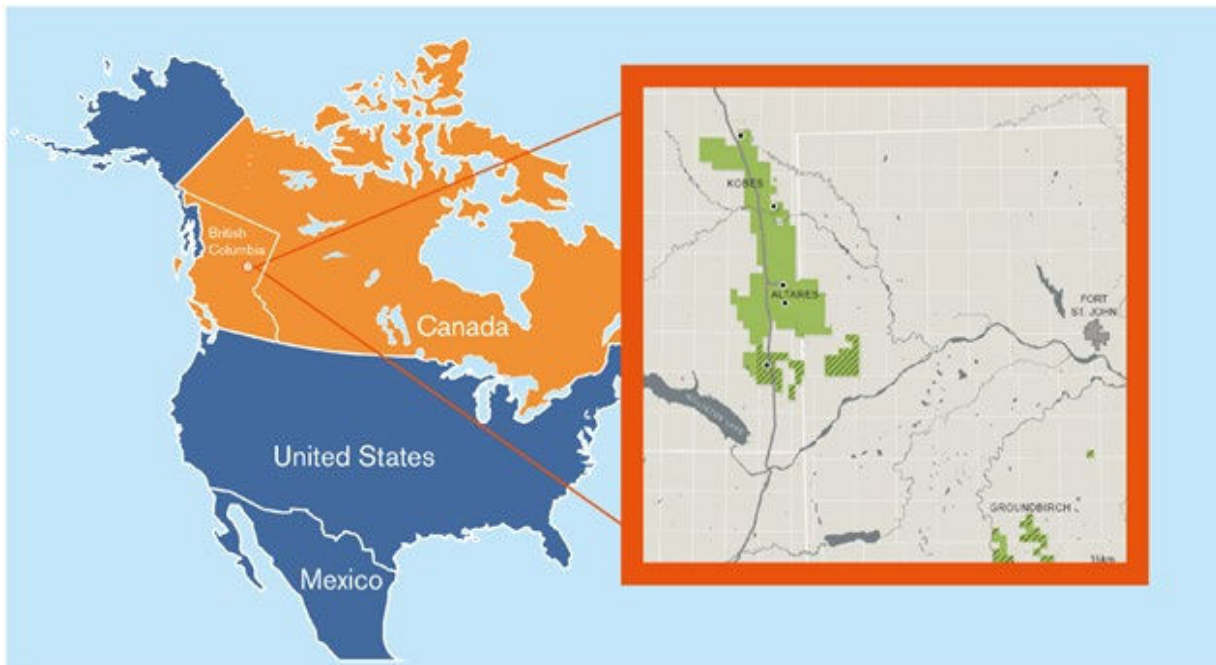 British
Columbia
Canada
United States
Mexico
KOBES
ALTARES
FORT
ST. JOHN
GROUNDBIRCH